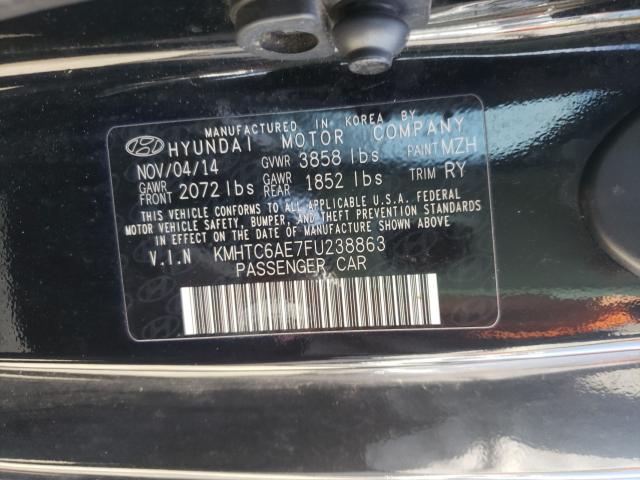 MANUFACTURED IN KOREA BY
HYUNDAI MOTOR COMPANY
NOV/04/14 GVWR 3858 lbs PAINT MZH
GAWR FRONT 2072 lbs GAWR REAR 1852 lbs TRIM RY
THIS VEHICLE CONFORMS TO ALL APPLICABLE U.S.A. FEDERAL
MOTOR VEHICLE SAFETY, BUMPER, AND THEFT PREVENTION STANDARDS
IN EFFECT ON THE DATE OF MANUFACTURE SHOWN ABOVE.
V.I.N KMHTC6AE7FU238863
PASSENGER CAR